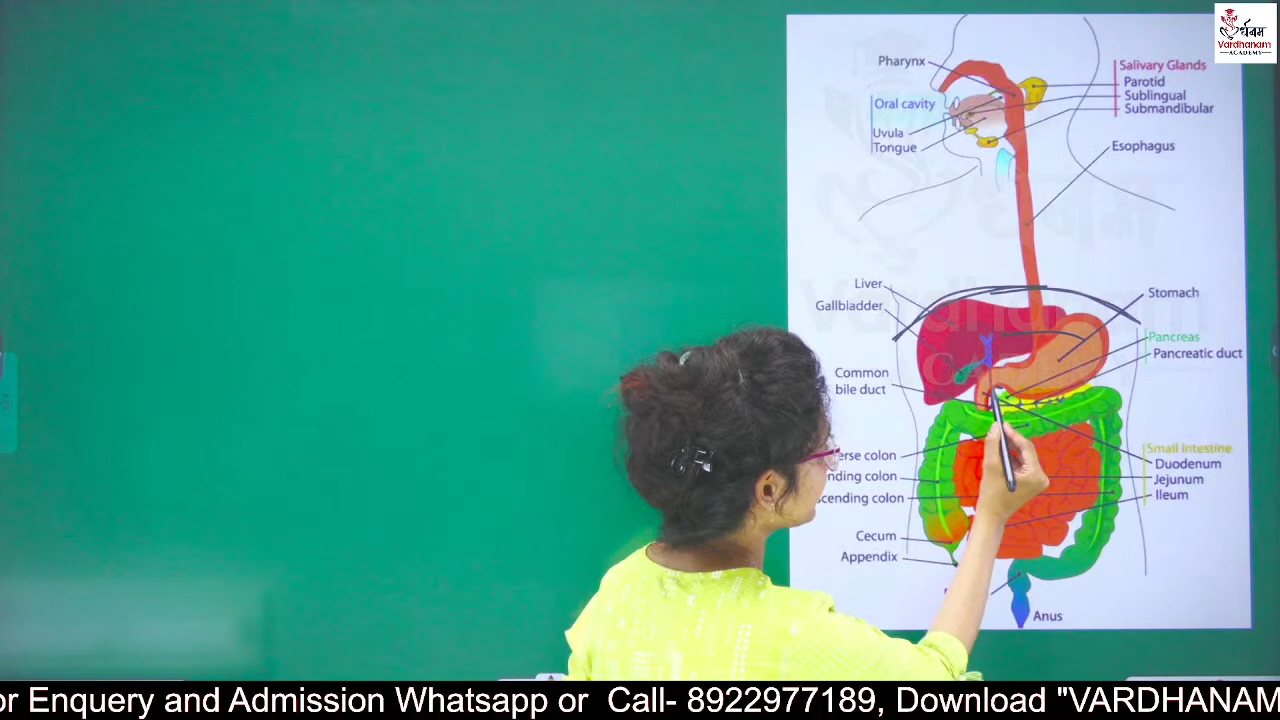 र्धनम
Vardhanam
ACADEMY
Pharynx
Salivary Glands
Parotid
Sublingual
Submandibular
Oral cavity
Uvula
Tongue
Esophagus
Liver
Gallbladder
Stomach
Pancreas
Pancreatic duct
Common
bile duct
erse colon
nding colon
scending colon
Small Intestine
Duodenum
Jejunum
Ileum
Cecum
Appendix
Anus
or Enquery and Admission Whatsapp or Call- 8922977189, Download "VARDHANAM